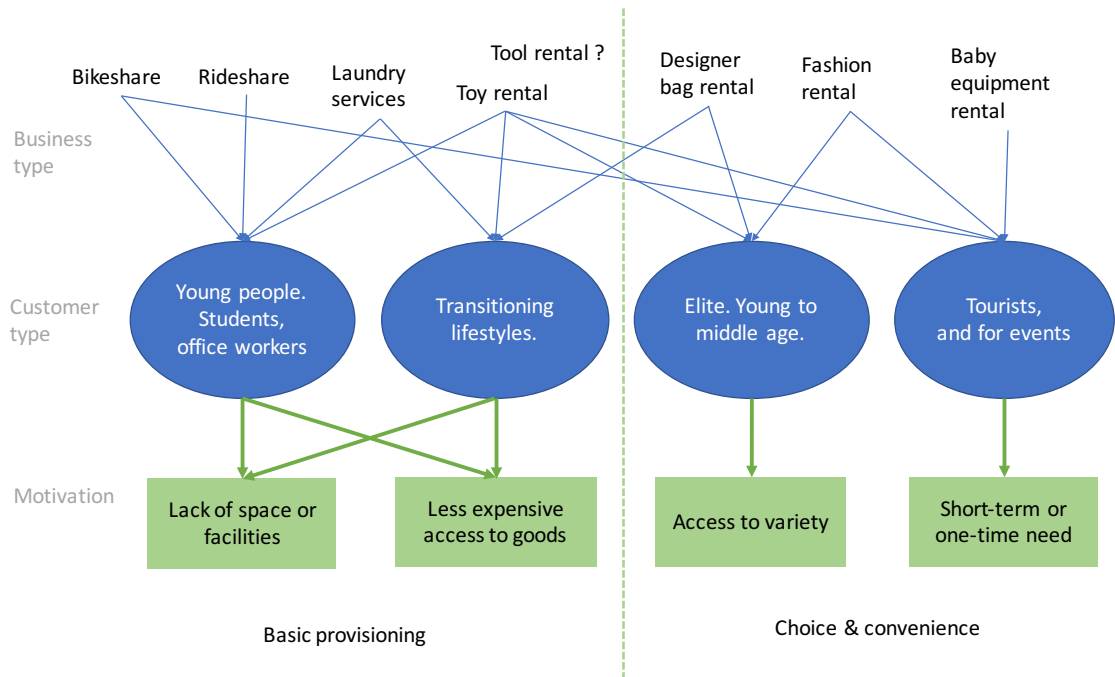 Bikeshare
Rideshare
Laundry
services
Tool rental ?
Toy rental
Designer
bag rental
Fashion
rental
Baby
equipment
rental
Business
type
Customer
type
Young people.
Students,
office workers
Transitioning
lifestyles.
Elite. Young to
middle age.
Tourists,
and for events
Motivation
Lack of space or
facilities
Less expensive
access to goods
Access to variety
Short-term or
one-time need
Basic provisioning
Choice & convenience